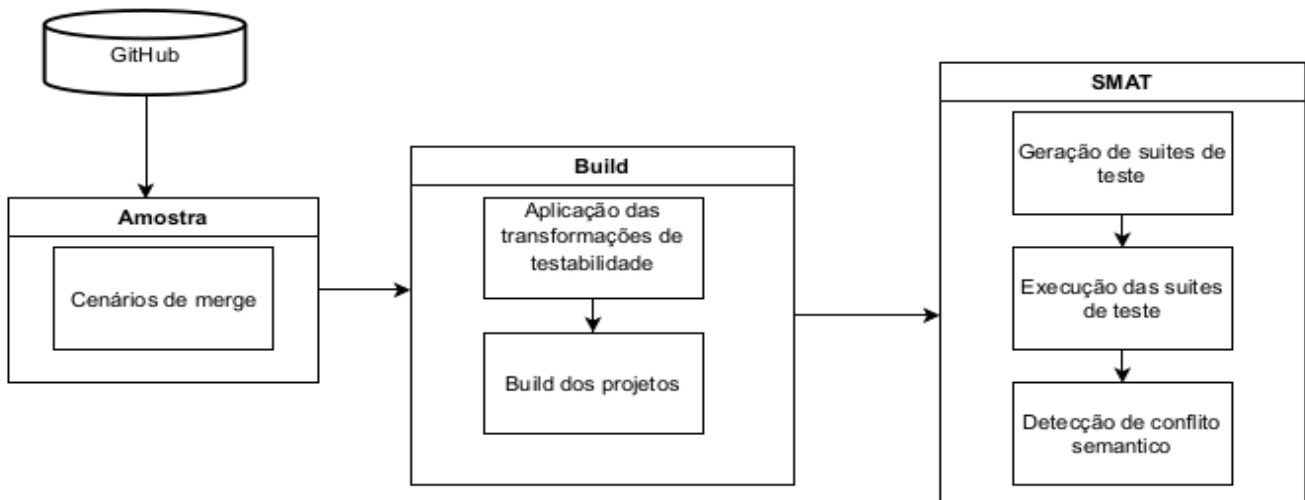 GitHub
Amostra
Cenários de merge
Build
Aplicação das
transformações de
testabilidade
Build dos projetos
SMAT
Geração de suites de
teste
Execução das suites
de teste
Detecção de conflito
semantico